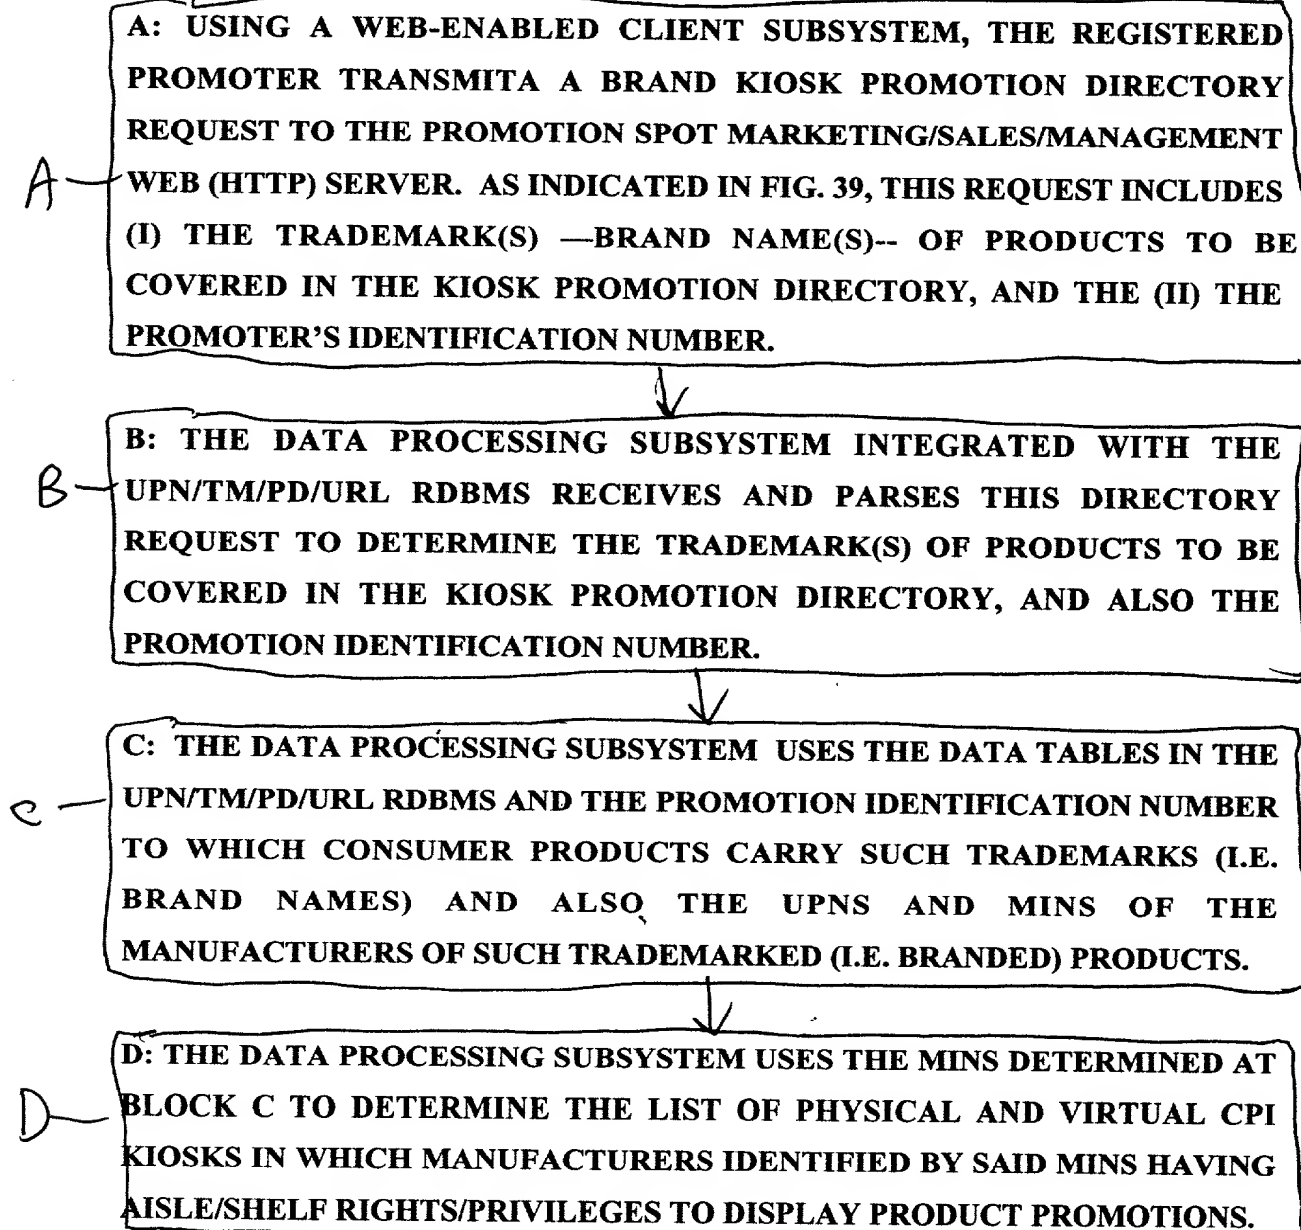 A: USING A WEB-ENABLED CLIENT SUBSYSTEM, THE REGISTERED
PROMOTER TRANSMITA A BRAND KIOSK PROMOTION DIRECTORY
REQUEST TO THE PROMOTION SPOT MARKETING/SALES/MANAGEMENT
A WEB (HTTP) SERVER. AS INDICATED IN FIG. 39, THIS REQUEST INCLUDES
(I) THE TRADEMARK(S) —BRAND NAME(S)-- OF PRODUCTS TO BE
COVERED IN THE KIOSK PROMOTION DIRECTORY, AND THE (II) THE
PROMOTER'S IDENTIFICATION NUMBER.
B: THE DATA PROCESSING SUBSYSTEM INTEGRATED WITH THE
B UPN/TM/PD/URL RDBMS RECEIVES AND PARSES THIS DIRECTORY
REQUEST TO DETERMINE THE TRADEMARK(S) OF PRODUCTS TO BE
COVERED IN THE KIOSK PROMOTION DIRECTORY, AND ALSO THE
PROMOTION IDENTIFICATION NUMBER.
C: THE DATA PROCESSING SUBSYSTEM USES THE DATA TABLES IN THE
C UPN/TM/PD/URL RDBMS AND THE PROMOTION IDENTIFICATION NUMBER
TO WHICH CONSUMER PRODUCTS CARRY SUCH TRADEMARKS (I.E.
BRAND NAMES) AND ALSO THE UPNS AND MINS OF THE
MANUFACTURERS OF SUCH TRADEMARKED (I.E. BRANDED) PRODUCTS.
D: THE DATA PROCESSING SUBSYSTEM USES THE MINS DETERMINED AT
D BLOCK C TO DETERMINE THE LIST OF PHYSICAL AND VIRTUAL CPI
KIOSKS IN WHICH MANUFACTURERS IDENTIFIED BY SAID MINS HAVING
AISLE/SHELF RIGHTS/PRIVILEGES TO DISPLAY PRODUCT PROMOTIONS.